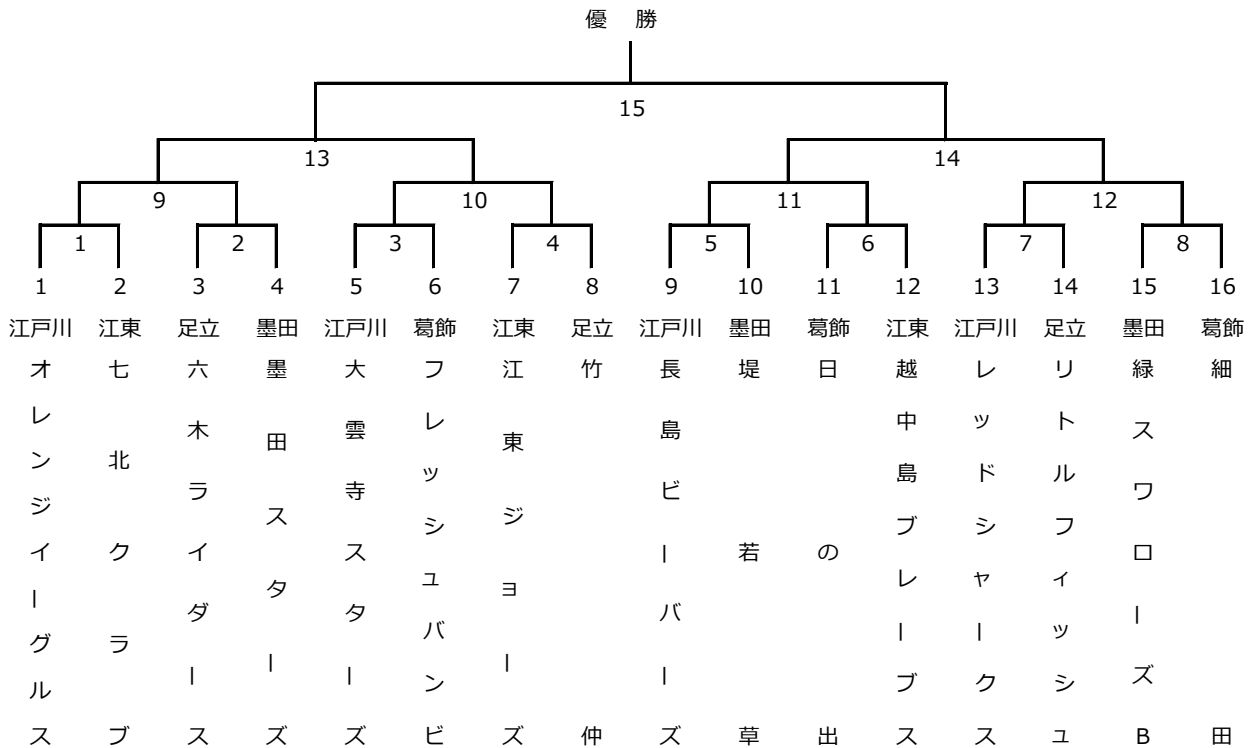 優 勝
15
13
14
9
10
11
12
1
2
3
4
5
6
7
8
1 2 3 4 5 6 7 8 9 10 11 12 13 14 15 16
江戸川 江東 足立 墨田 江戸川 葛飾 江東 足立 江戸川 墨田 葛飾 江東 江戸川 足立 墨田 葛飾
オレンジイーグルス
七北クラブ
六木ライダース
墨田スターズ
大雲寺スターズ
フレッシュバンビ
江東ジョーズ
竹仲
長島ビーバーズ
堤若草
日の出
越中島ブレーブス
レッドシャークス
リトルフィッシュ
緑スワローズB
細田